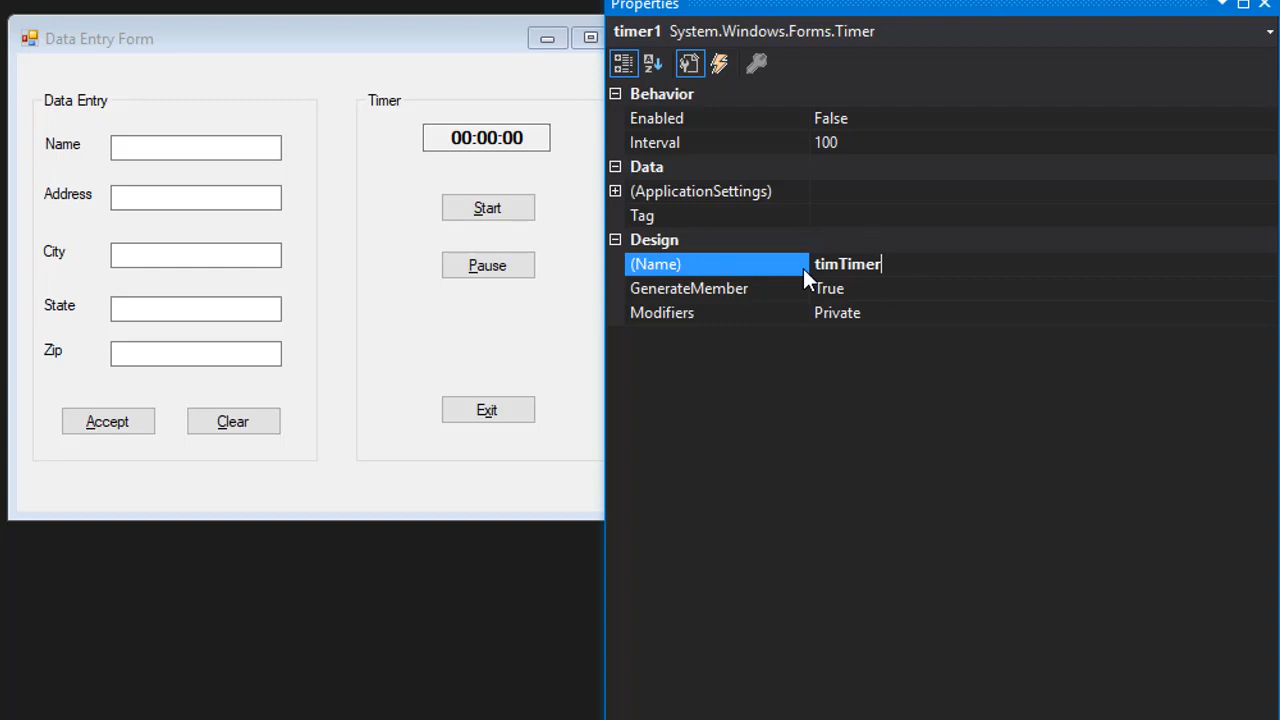 Data Entry Form
Data Entry
Name
Address
City
State
Zip
Accept
Clear
Timer
00:00:00
Start
Pause
Exit
Properties
timer1 System.Windows.Forms.Timer
Behavior
Enabled False
Interval 100
Data
(ApplicationSettings)
Tag
Design
(Name) timTimer
GenerateMember True
Modifiers Private